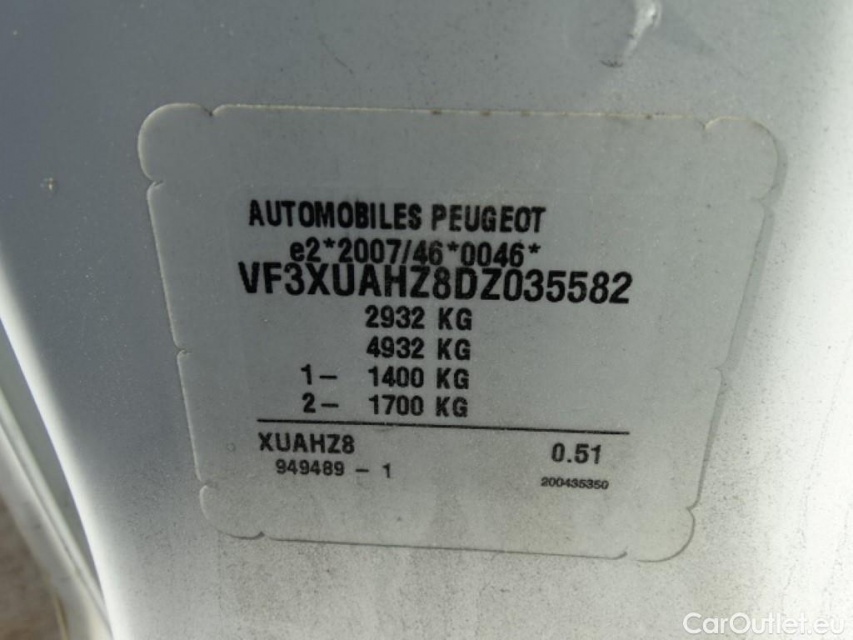 AUTOMOBILES PEUGEOT
e2*2007/46*0046*
VF3XUAHZ8DZ035582
2932 KG
4932 KG
1- 1400 KG
2- 1700 KG
XUAHZ8 0.51
949489 - 1 200435350
CarOutlet.eu